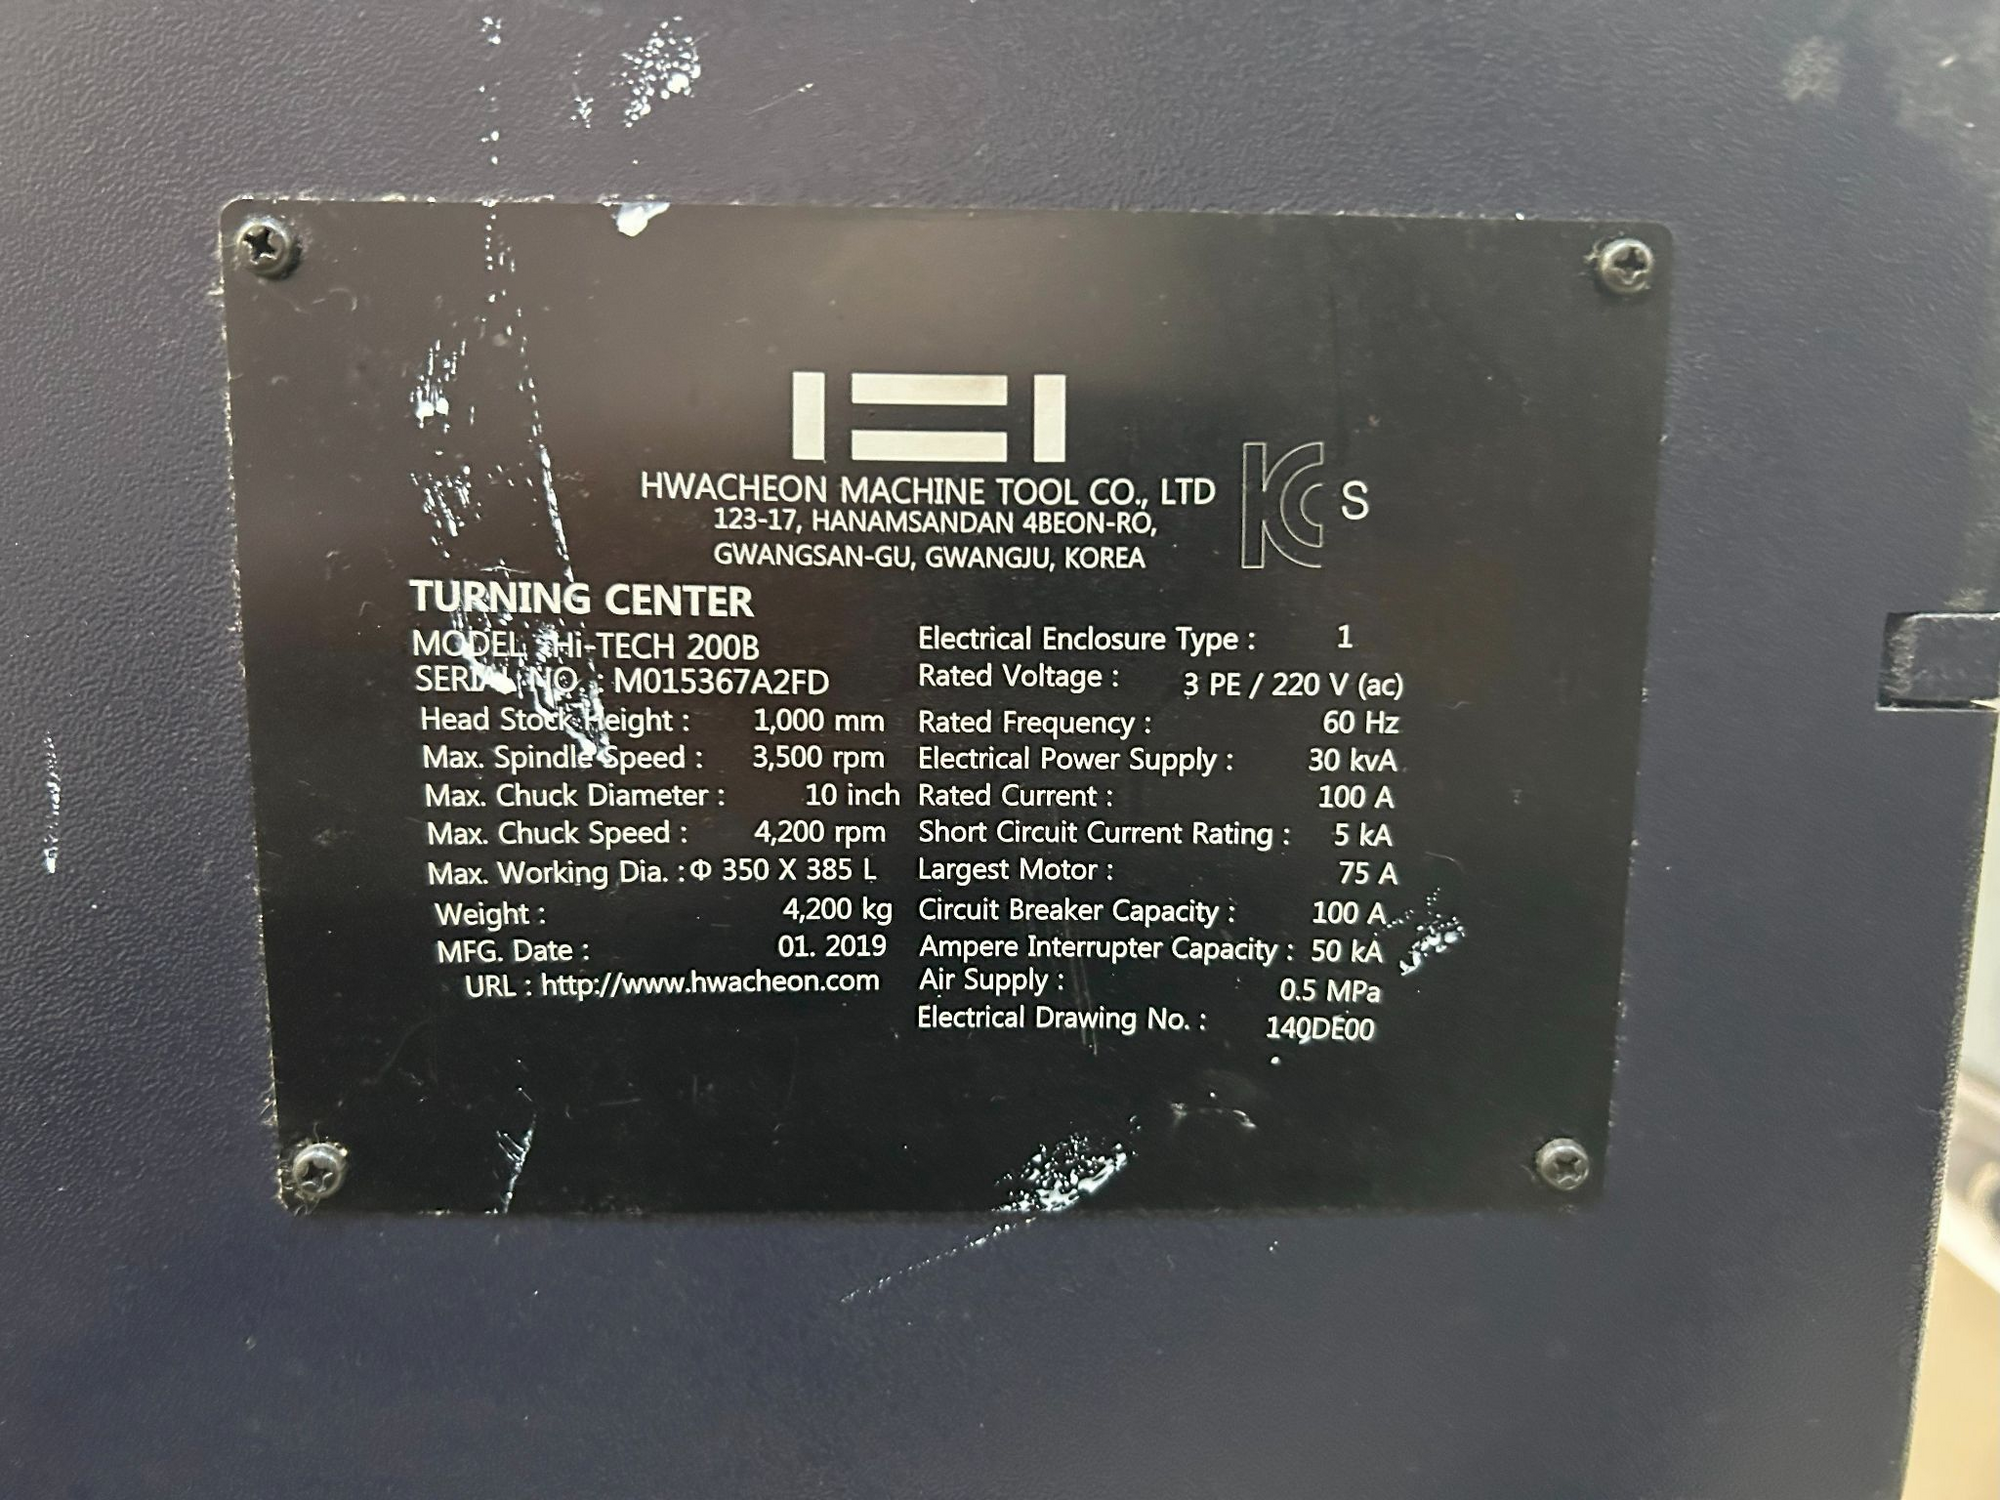 HWACHEON MACHINE TOOL CO., LTD
123-17, HANAMSANDAN 4BEON-RO,
GWANGSAN-GU, GWANGJU, KOREA
KC S
TURNING CENTER
MODEL : Hi-TECH 200B
SERIAL NO. : M015367A2FD
Head Stock Height : 1,000 mm
Max. Spindle Speed : 3,500 rpm
Max. Chuck Diameter : 10 inch
Max. Chuck Speed : 4,200 rpm
Max. Working Dia. : Φ 350 X 385 L
Weight : 4,200 kg
MFG. Date : 01. 2019
URL : http://www.hwacheon.com
Electrical Enclosure Type : 1
Rated Voltage : 3 PE / 220 V (ac)
Rated Frequency : 60 Hz
Electrical Power Supply : 30 kvA
Rated Current : 100 A
Short Circuit Current Rating : 5 kA
Largest Motor : 75 A
Circuit Breaker Capacity : 100 A
Ampere Interrupter Capacity : 50 kA
Air Supply : 0.5 MPa
Electrical Drawing No. : 140DE00